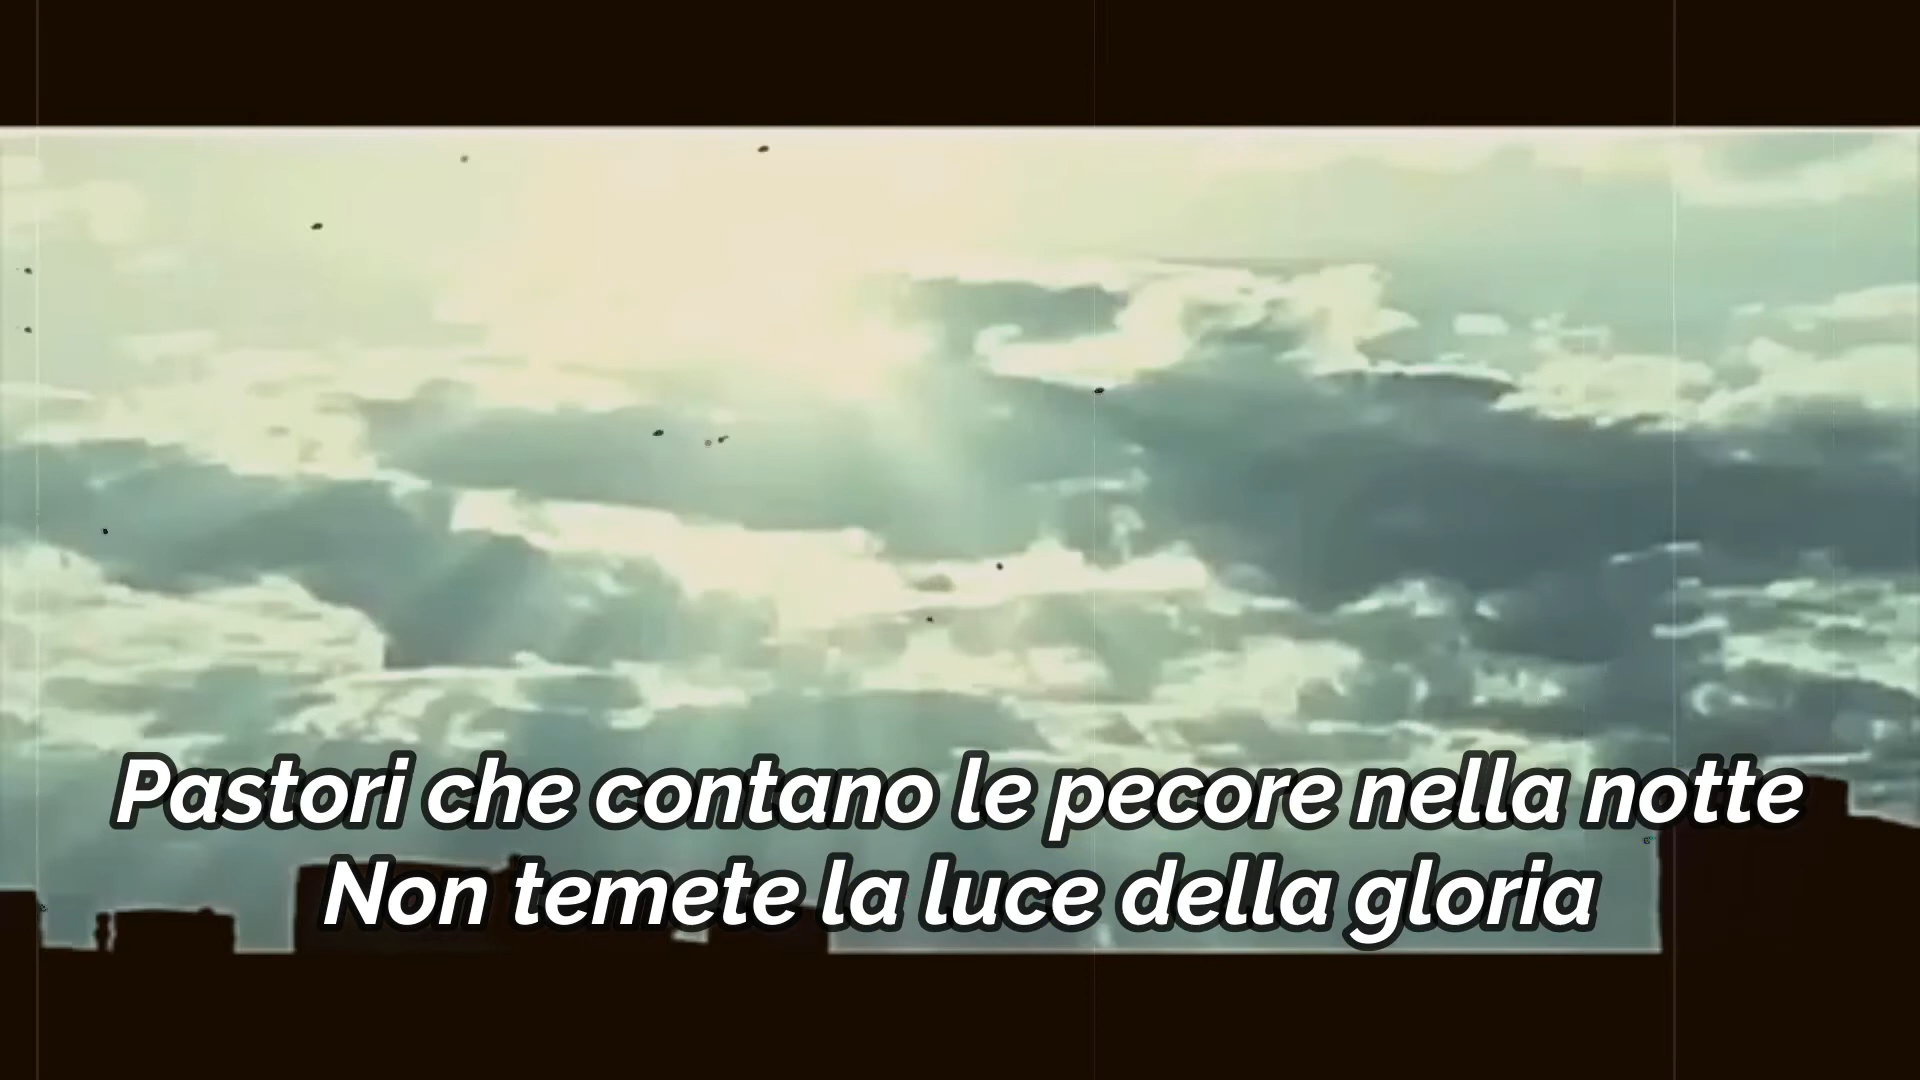 Pastori che contano le pecore nella notte
Non temete la luce della gloria